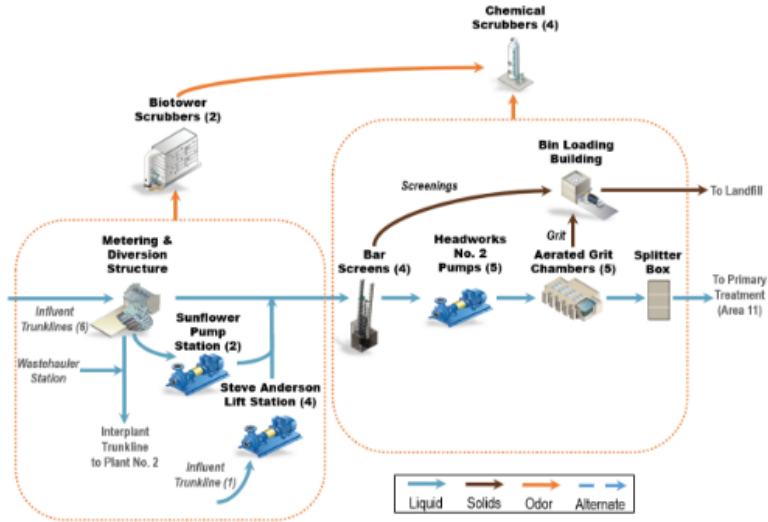 Chemical
Scrubbers (4)
Biotower
Scrubbers (2)
Bin Loading
Building
Screenings
To Landfill
Metering &
Diversion
Structure
Bar
Screens (4)
Headworks
No. 2
Pumps (5)
Grit
Aerated Grit
Chambers (5)
Splitter
Box
To Primary
Treatment
(Area 11)
Influent
Trunklines (6)
Sunflower
Pump
Station (2)
Wastehauler
Station
Steve Anderson
Lift Station (4)
Interplant
Trunkline
to Plant No. 2
Influent
Trunkline (1)
Liquid
Solids
Odor
Alternate